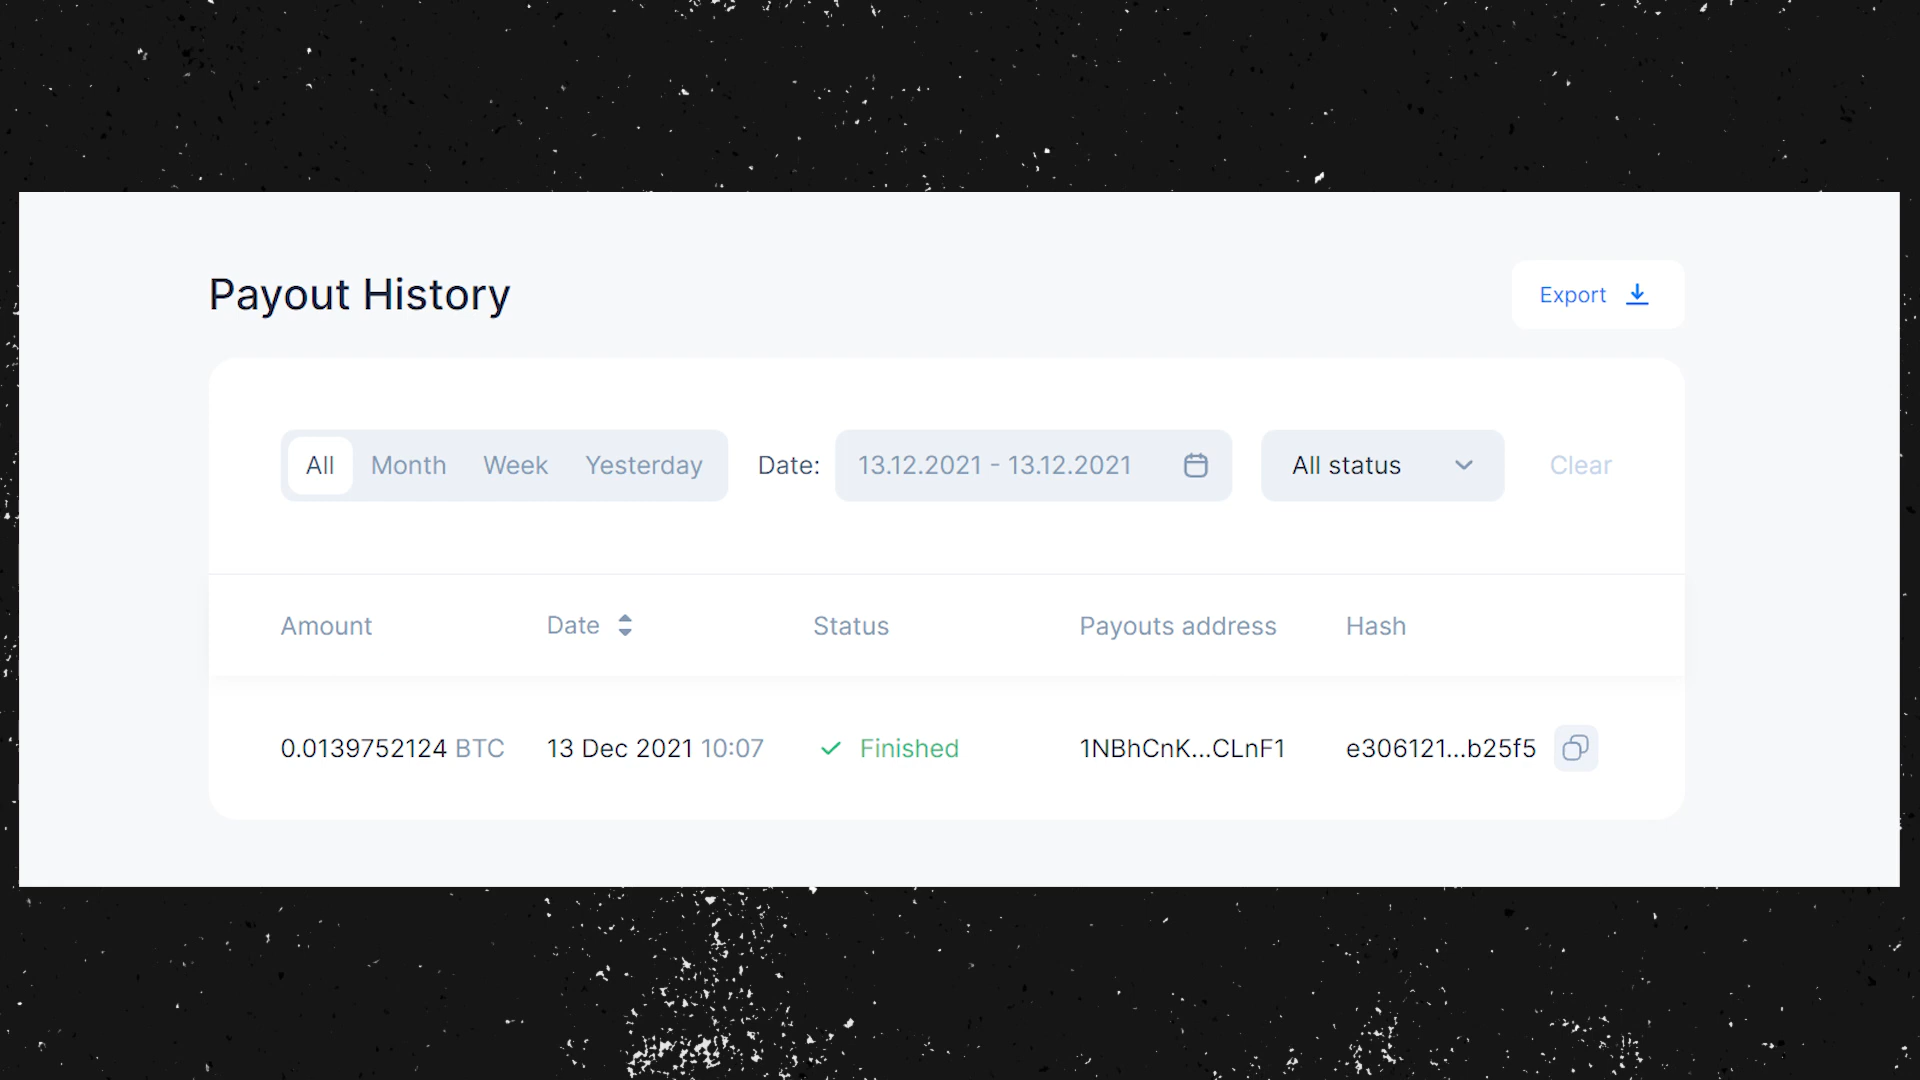 Payout History
Export
All Month Week Yesterday Date: 13.12.2021 - 13.12.2021 All status Clear
Amount Date Status Payouts address Hash
0.0139752124 BTC 13 Dec 2021 10:07 Finished 1NBhCnK...CLnF1 e306121...b25f5